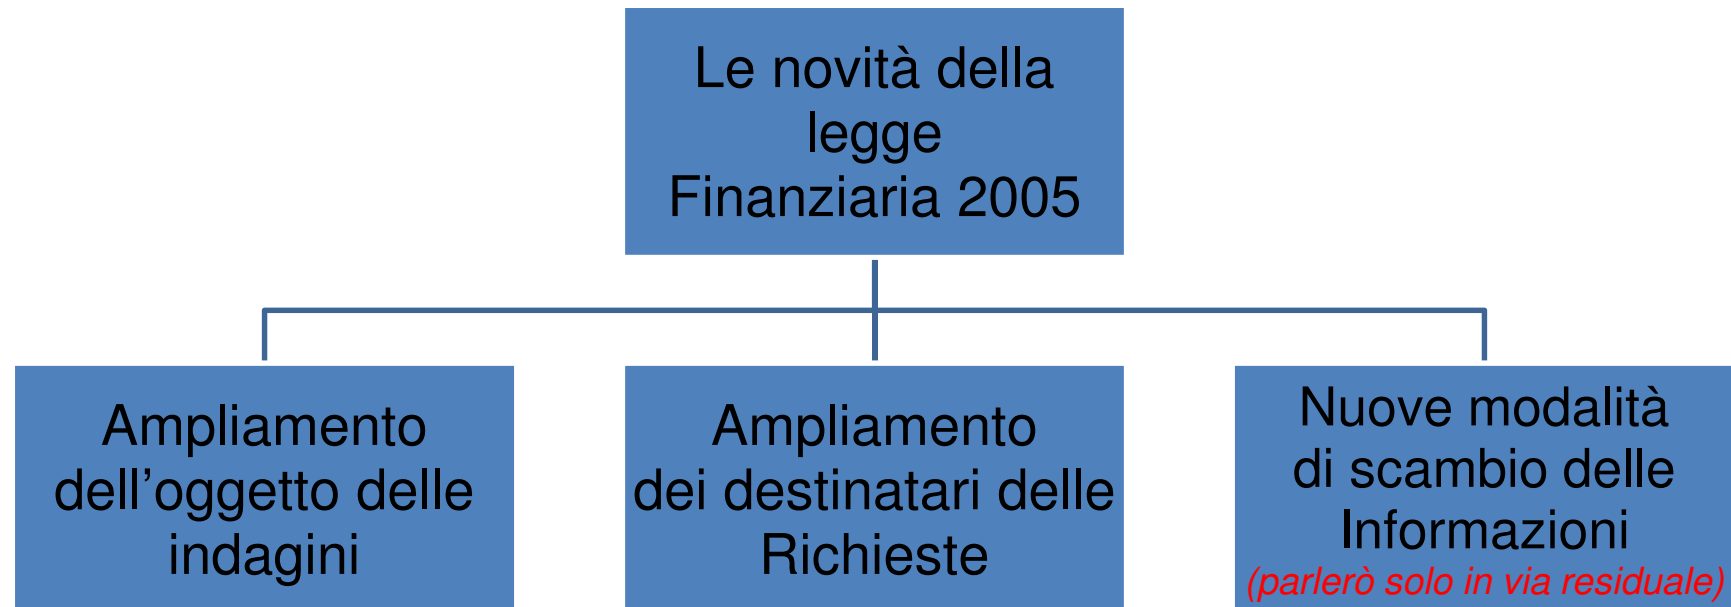 Le novità della
legge
Finanziaria 2005
Ampliamento
dell’oggetto delle
indagini
Ampliamento
dei destinatari delle
Richieste
Nuove modalità
di scambio delle
Informazioni
(parlerò solo in via residuale)